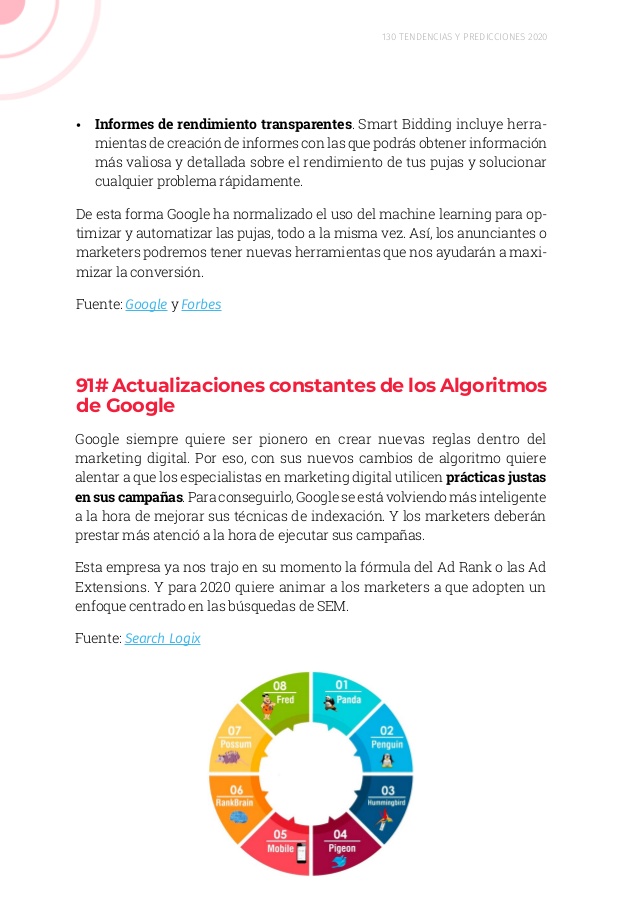 130 TENDENCIAS Y PREDICCIONES 2020
• Informes de rendimiento transparentes. Smart Bidding incluye herra-
mientas de creación de informes con las que podrás obtener información
más valiosa y detallada sobre el rendimiento de tus pujas y solucionar
cualquier problema rápidamente.
De esta forma Google ha normalizado el uso del machine learning para op-
timizar y automatizar las pujas, todo a la misma vez. Así, los anunciantes o
marketers podremos tener nuevas herramientas que nos ayudarán a maxi-
mizar la conversión.
Fuente: Google y Forbes
91# Actualizaciones constantes de los Algoritmos
de Google
Google siempre quiere ser pionero en crear nuevas reglas dentro del
marketing digital. Por eso, con sus nuevos cambios de algoritmo quiere
alentar a que los especialistas en marketing digital utilicen prácticas justas
en sus campañas. Para conseguirlo, Google se está volviendo más inteligente
a la hora de mejorar sus técnicas de indexación. Y los marketers deberán
prestar más atenció a la hora de ejecutar sus campañas.
Esta empresa ya nos trajo en su momento la fórmula del Ad Rank o las Ad
Extensions. Y para 2020 quiere animar a los marketers a que adopten un
enfoque centrado en las búsquedas de SEM.
Fuente: Search Logix
01
Panda
02
Penguin
03
Hummingbird
04
Pigeon
05
Mobile
06
RankBrain
07
Possum
08
Fred